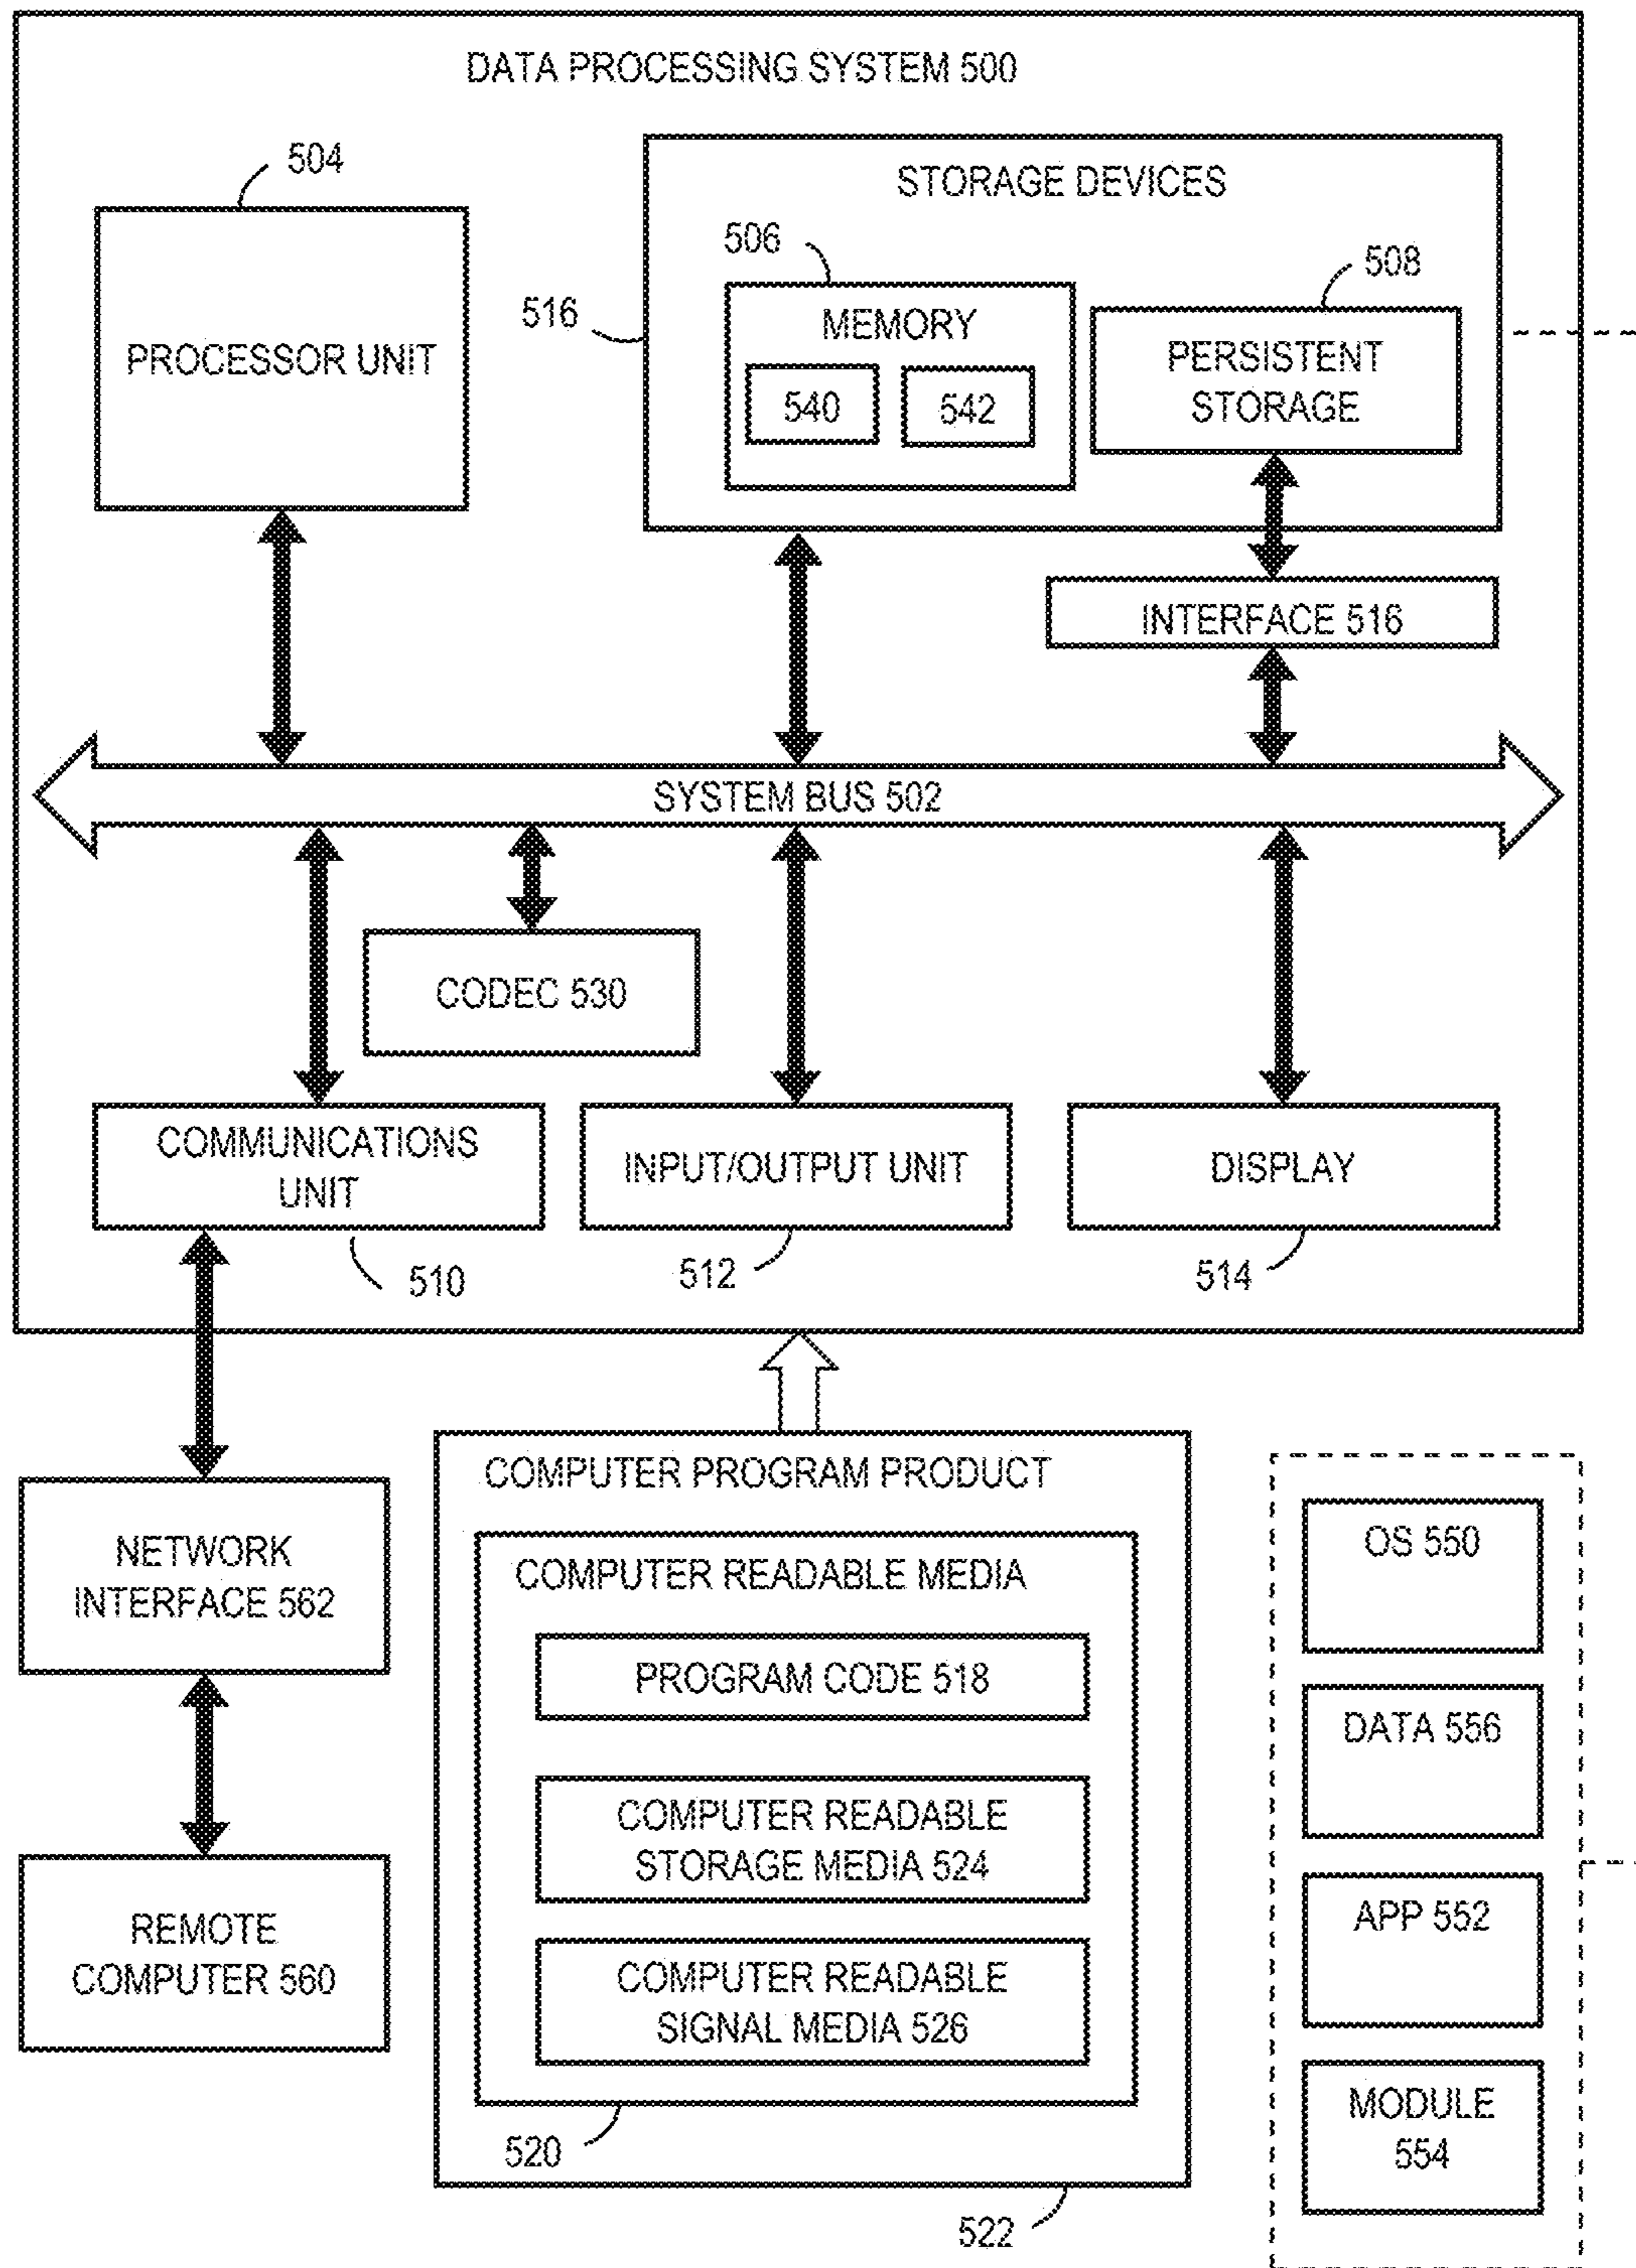 DATA PROCESSING SYSTEM 500
504
STORAGE DEVICES
506
508
516
PROCESSOR UNIT
MEMORY
540
542
PERSISTENT
STORAGE
INTERFACE 516
SYSTEM BUS 502
CODEC 530
COMMUNICATIONS
UNIT
INPUT/OUTPUT UNIT
DISPLAY
510
512
514
NETWORK
INTERFACE 562
REMOTE
COMPUTER 560
COMPUTER PROGRAM PRODUCT
COMPUTER READABLE MEDIA
PROGRAM CODE 518
COMPUTER READABLE
STORAGE MEDIA 524
COMPUTER READABLE
SIGNAL MEDIA 526
520
522
OS 550
DATA 556
APP 552
MODULE
554